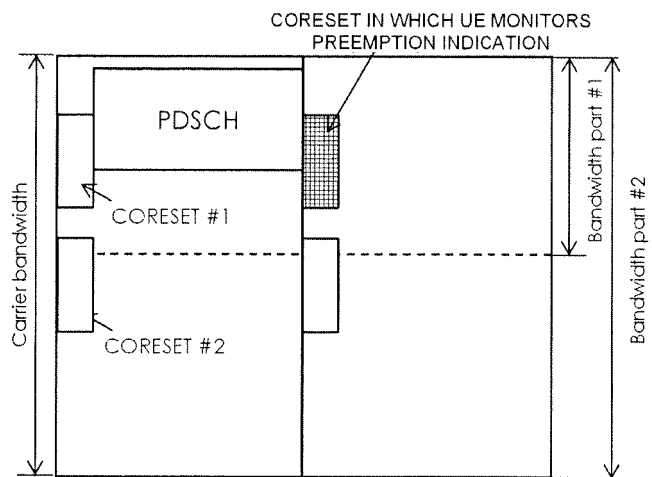 CORESET IN WHICH UE MONITORS
PREEMPTION INDICATION
PDSCH
CORESET #1
CORESET #2
Carrier bandwidth
Bandwidth part #1
Bandwidth part #2